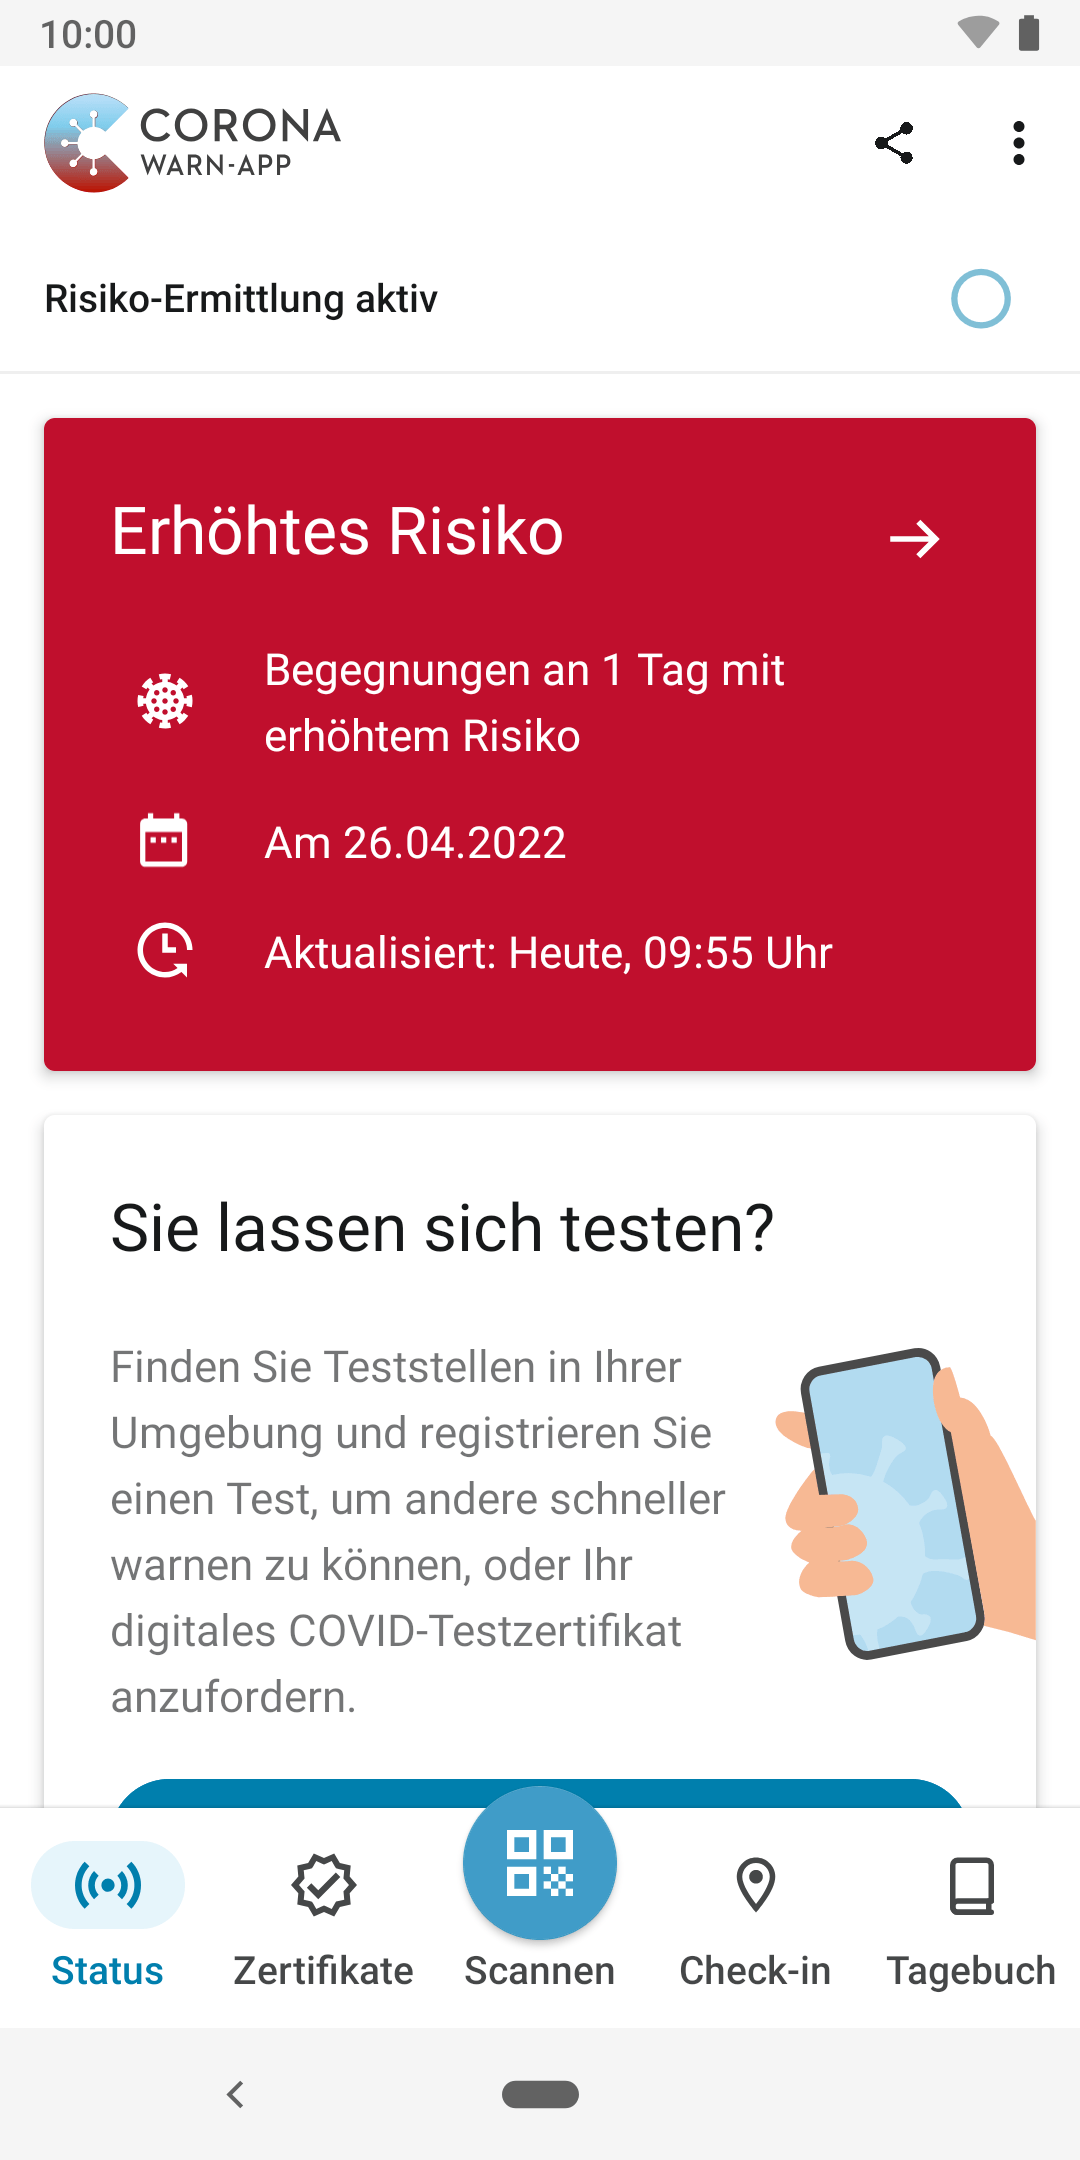 10:00
CORONA
WARN-APP
Risiko-Ermittlung aktiv
Erhöhtes Risiko
Begegnungen an 1 Tag mit
erhöhtem Risiko
Am 26.04.2022
Aktualisiert: Heute, 09:55 Uhr
Sie lassen sich testen?
Finden Sie Teststellen in Ihrer
Umgebung und registrieren Sie
einen Test, um andere schneller
warnen zu können, oder Ihr
digitales COVID-Testzertifikat
anzufordern.
Status
Zertifikate
Scannen
Check-in
Tagebuch